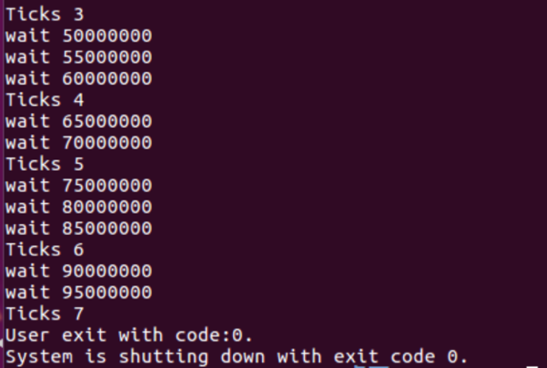 Ticks 3
wait 50000000
wait 55000000
wait 60000000
Ticks 4
wait 65000000
wait 70000000
Ticks 5
wait 75000000
wait 80000000
wait 85000000
Ticks 6
wait 90000000
wait 95000000
Ticks 7
User exit with code:0.
System is shutting down with exit code 0.